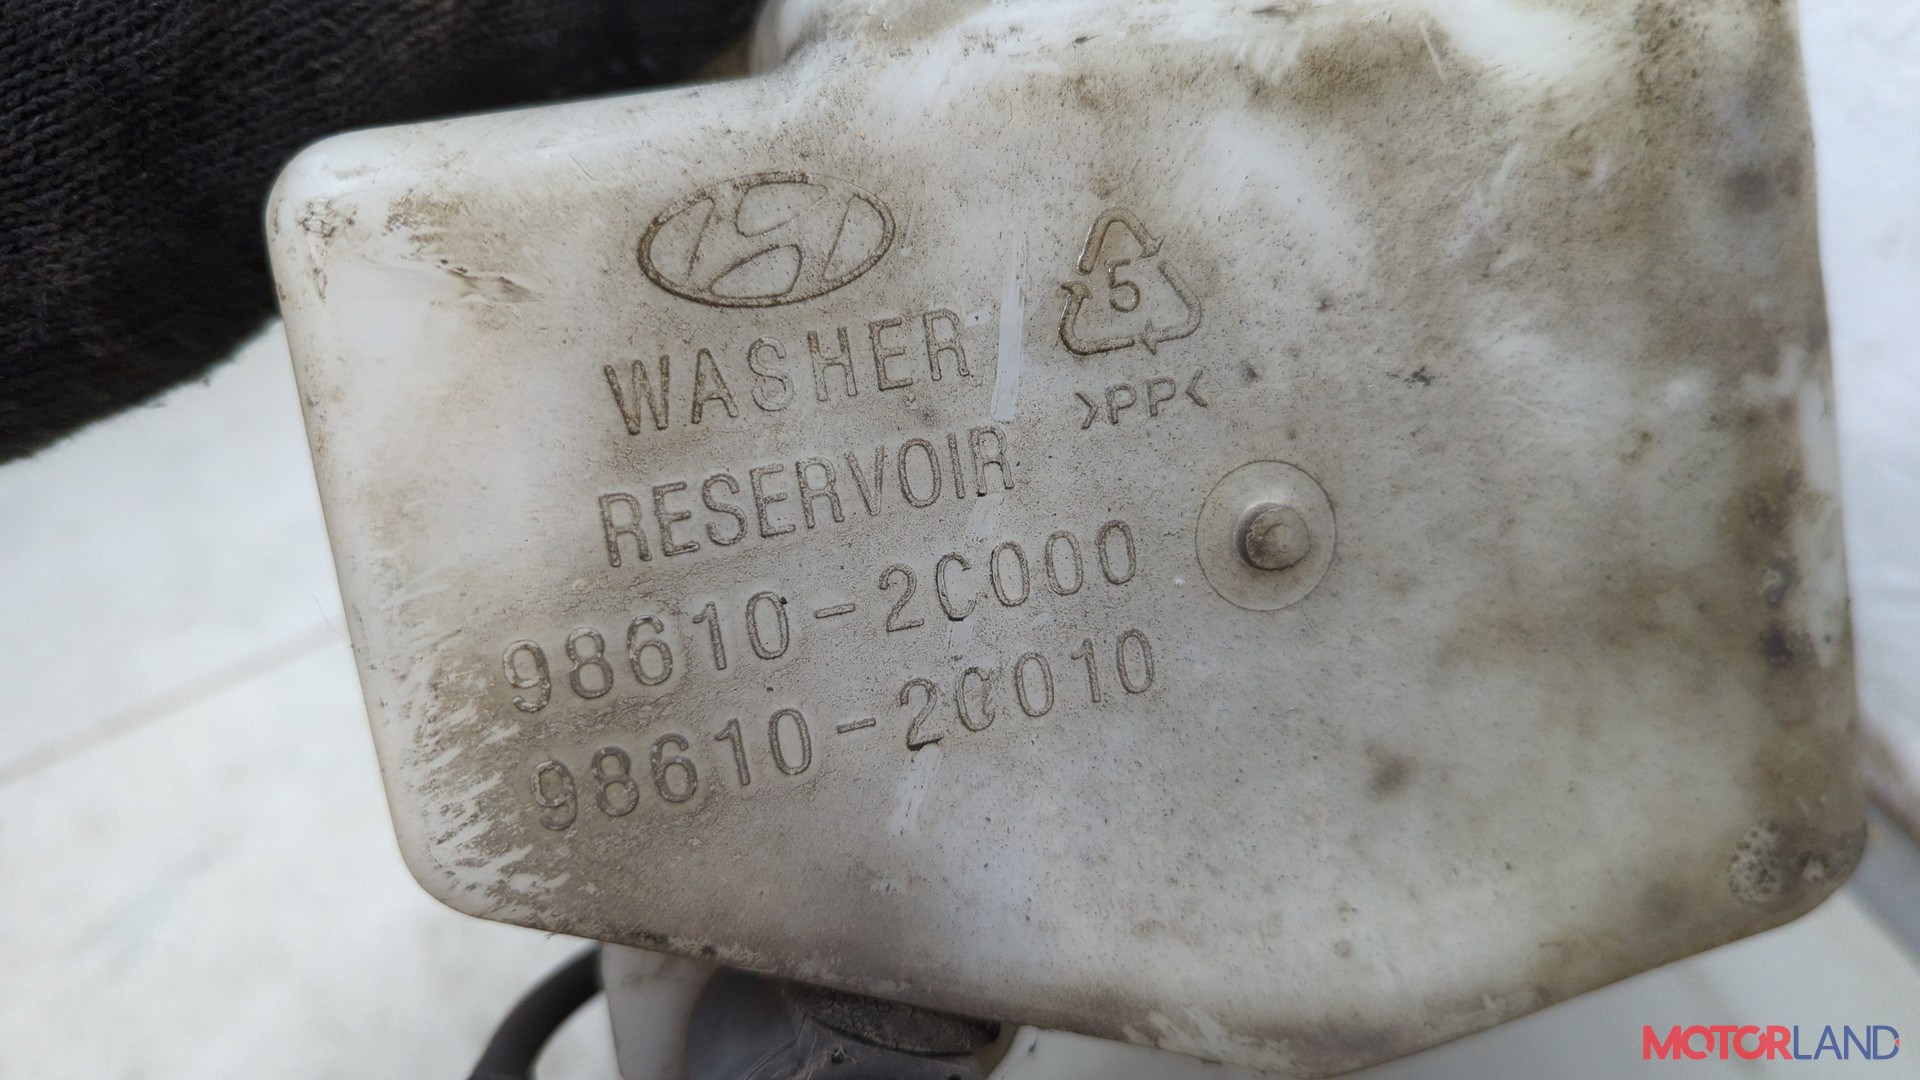 WASHER
RESERVOIR
5
>PP<
98610-2C000
98610-2C010
MOTORLAND